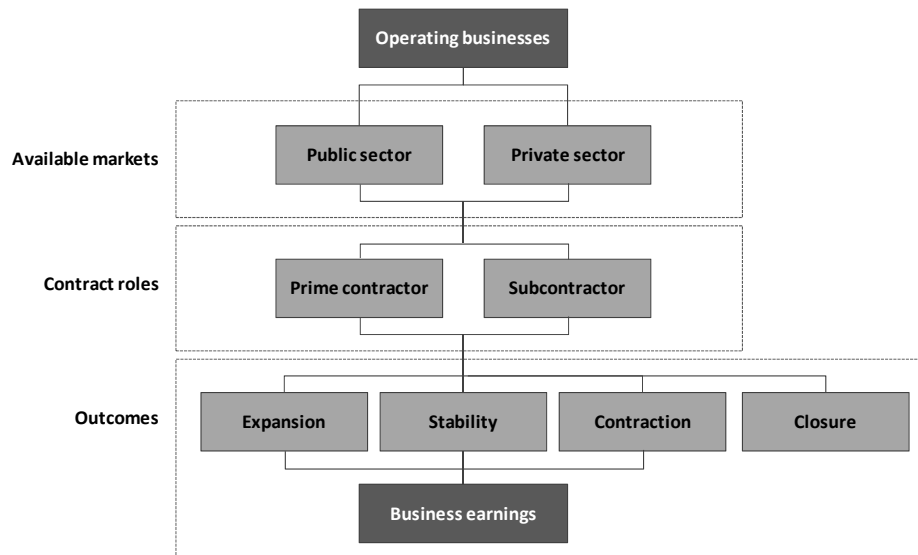 Operating businesses
Available markets
Public sector
Private sector
Contract roles
Prime contractor
Subcontractor
Outcomes
Expansion
Stability
Contraction
Closure
Business earnings